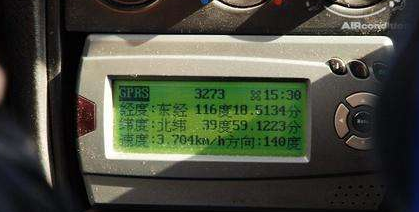 AIRcondi
GPRS 3273 15:30
经度:东经 116度18.5134分
纬度:北纬 39度59.1223分
速度:3.704km/h方向:140度